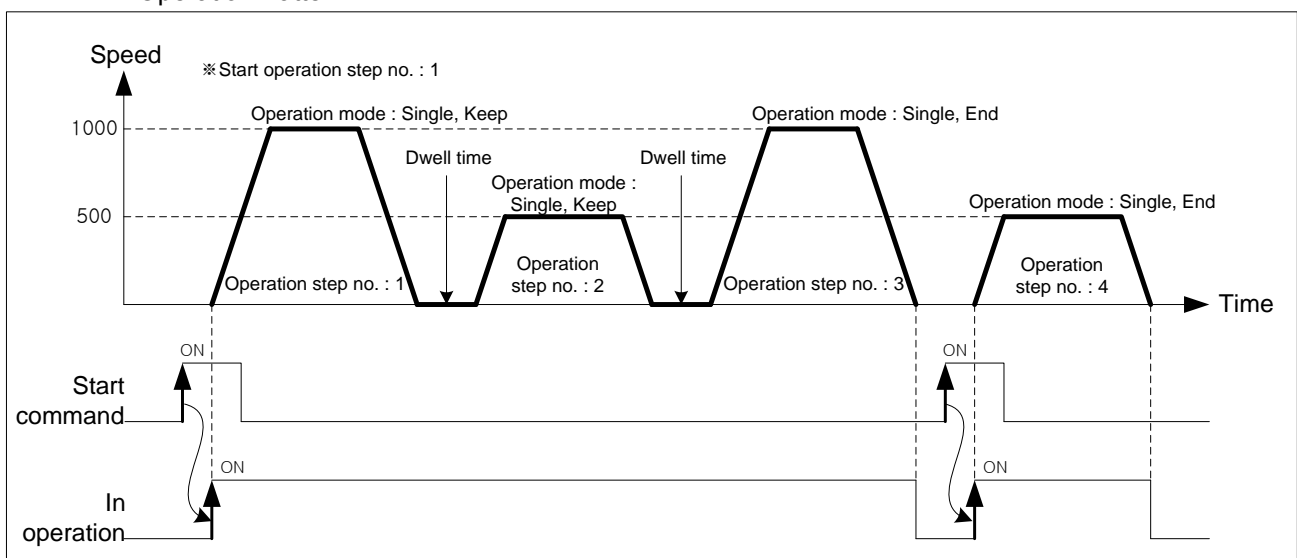 Speed
※Start operation step no. : 1
Operation mode : Single, Keep
Operation mode : Single, End
1000
Dwell time
Dwell time
Operation mode :
Single, Keep
Operation mode : Single, End
500
Operation step no. : 1
Operation
step no. : 2
Operation step no. : 3
Operation
step no. : 4
Time
ON
ON
Start
command
ON
ON
In
operation